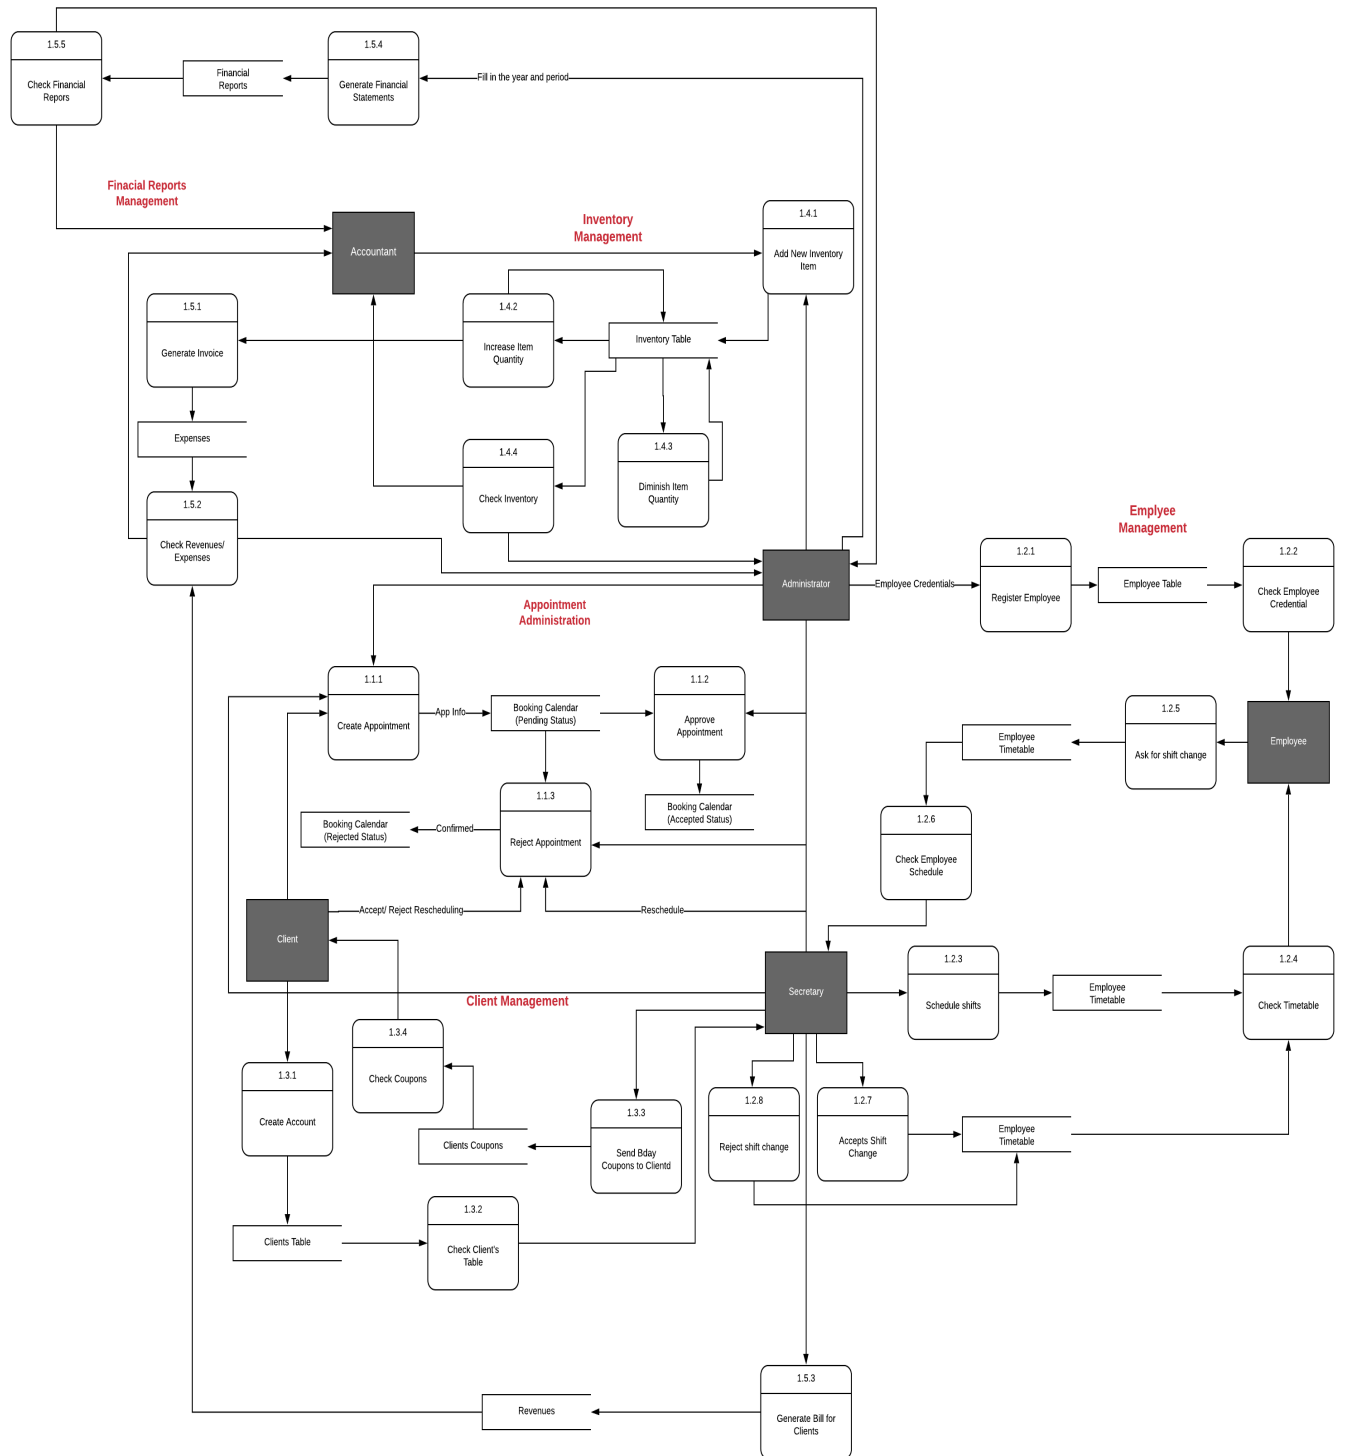 1.5.5
Check Financial
Repors
Financial
Reports
1.5.4
Generate Financial
Statements
Fill in the year and period
Finacial Reports
Management
Accountant
Inventory
Management
1.4.1
Add New Inventory
Item
1.5.1
Generate Invoice
1.4.2
Increase Item
Quantity
Inventory Table
Expenses
1.4.4
Check Inventory
1.4.3
Diminish Item
Quantity
1.5.2
Check Revenues/
Expenses
Emplyee
Management
Administrator
Employee Credentials
1.2.1
Register Employee
Employee Table
1.2.2
Check Employee
Credential
Appointment
Administration
1.1.1
Create Appointment
App Info
Booking Calendar
(Pending Status)
1.1.2
Approve
Appointment
Employee
Timetable
1.2.5
Ask for shift change
Employee
Booking Calendar
(Rejected Status)
Confirmed
1.1.3
Reject Appointment
Booking Calendar
(Accepted Status)
1.2.6
Check Employee
Schedule
Client
Accept/ Reject Rescheduling
Reschedule
Client Management
Secretary
1.2.3
Schedule shifts
Employee
Timetable
1.2.4
Check Timetable
1.3.4
Check Coupons
1.3.1
Create Account
Clients Coupons
1.3.3
Send Bday
Coupons to Clientd
1.2.8
Reject shift change
1.2.7
Accepts Shift
Change
Employee
Timetable
Clients Table
1.3.2
Check Client's
Table
Revenues
1.5.3
Generate Bill for
Clients